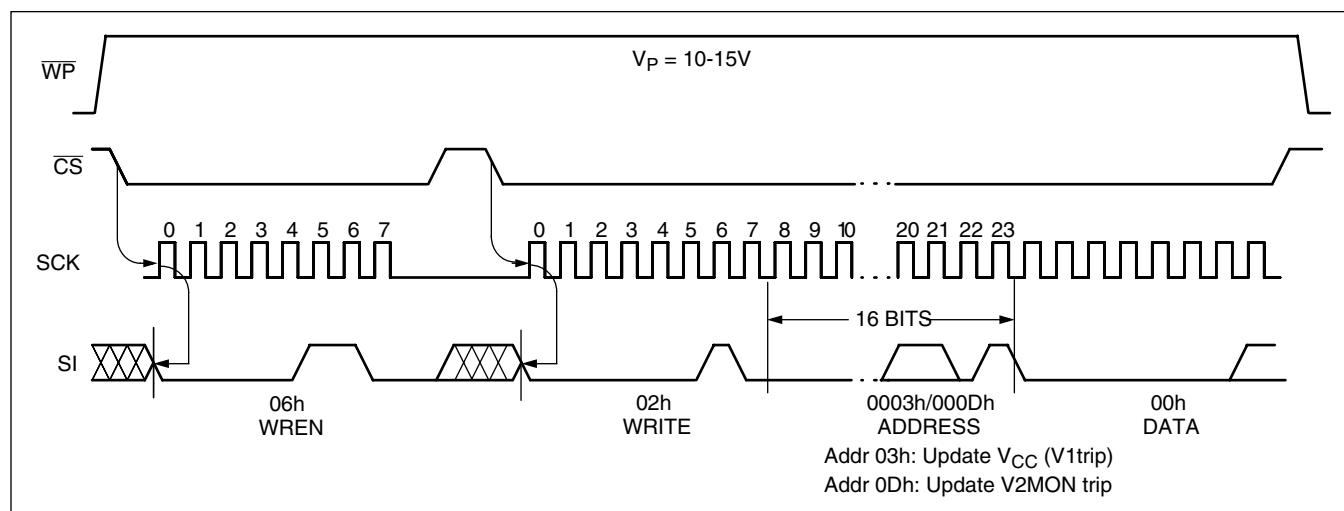 WP
V_P = 10-15V
CS
0 1 2 3 4 5 6 7 0 1 2 3 4 5 6 7 8 9 10 20 21 22 23
SCK
16 BITS
SI
06h 02h 0003h/000Dh 00h
WREN WRITE ADDRESS DATA
Addr 03h: Update V_CC (V1trip)
Addr 0Dh: Update V2MON trip